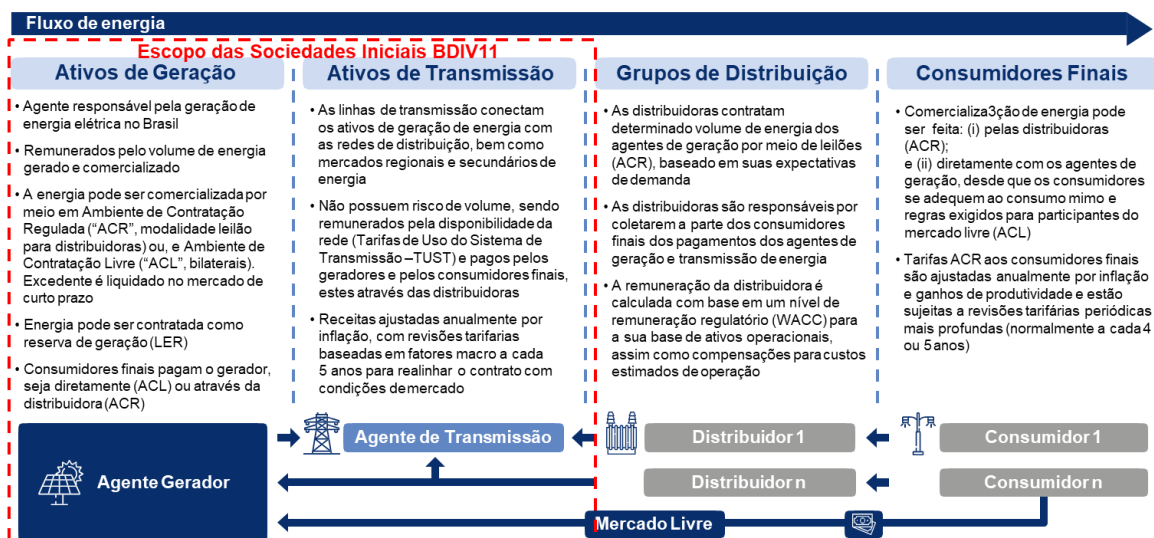 Fluxo de energia
Escopo das Sociedades Iniciais BDIV11
Ativos de Geração
• Agente responsável pela geração de
energia elétrica no Brasil
• Remunerados pelo volume de energia
gerado e comercializado
• A energia pode ser comercializada por
meio em Ambiente de Contratação
Regulada (“ACR”, modalidade leilão
para distribuidoras) ou, e Ambiente de
Contratação Livre (“ACL”, bilaterais).
Excedente é liquidado no mercado de
curto prazo
• Energia pode ser contratada como
reserva de geração (LER)
• Consumidores finais pagam o gerador,
seja diretamente (ACL) ou através da
distribuidora (ACR)
Ativos de Transmissão
• As linhas de transmissão conectam
os ativos de geração de energia com
as redes de distribuição, bem como
mercados regionais e secundários de
energia
• Não possuem risco de volume, sendo
remunerados pela disponibilidade da
rede (Tarifas de Uso do Sistema de
Transmissão –TUST) e pagos pelos
geradores e pelos consumidores finais,
estes através das distribuidoras
• Receitas ajustadas anualmente por
inflação, com revisões tarifarias
baseadas em fatores macro a cada
5 anos para realinhar o contrato com
condições de mercado
Grupos de Distribuição
• As distribuidoras contratam
determinado volume de energia dos
agentes de geração por meio de leilões
(ACR), baseado em suas expectativas
de demanda
• As distribuidoras são responsáveis por
coletarem a parte dos consumidores
finais dos pagamentos dos agentes de
geração e transmissão de energia
• A remuneração da distribuidora é
calculada com base em um nível de
remuneração regulatório (WACC) para
a sua base de ativos operacionais,
assim como compensações para custos
estimados de operação
Consumidores Finais
• Comercializa3ção de energia pode
ser feita: (i) pelas distribuidoras
(ACR);
e (ii) diretamente com os agentes de
geração, desde que os consumidores
se adequem ao consumo mimo e
regras exigidos para participantes do
mercado livre (ACL)
• Tarifas ACR aos consumidores finais
são ajustadas anualmente por inflação
e ganhos de produtividade e estão
sujeitas a revisões tarifárias periódicas
mais profundas (normalmente a cada 4
ou 5 anos)
Agente Gerador
Agente de Transmissão
Distribuidor 1
Consumidor 1
Distribuidor n
Consumidor n
Mercado Livre